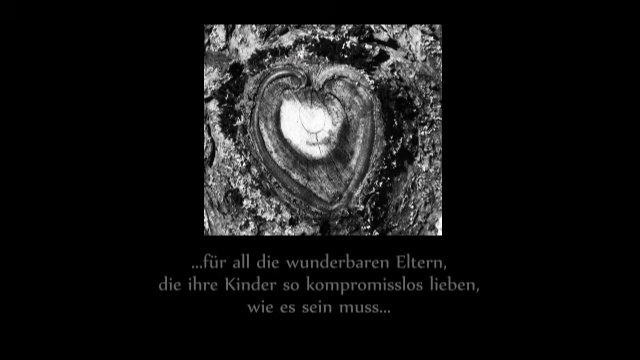 ...für all die wunderbaren Eltern,
die ihre Kinder so kompromisslos lieben,
wie es sein muss...